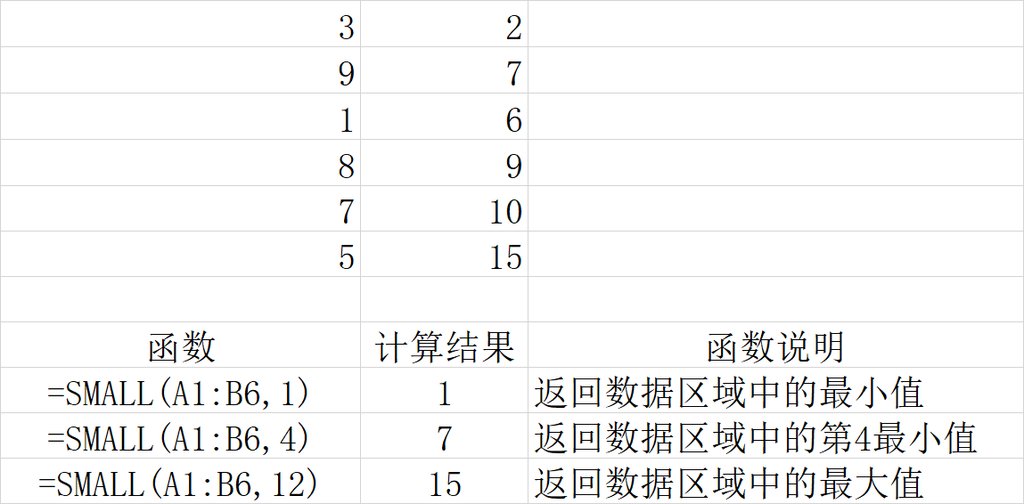 3 2
9 7
1 6
8 9
7 10
5 15
函数 计算结果 函数说明
=SMALL(A1:B6,1) 1 返回数据区域中的最小值
=SMALL(A1:B6,4) 7 返回数据区域中的第4最小值
=SMALL(A1:B6,12) 15 返回数据区域中的最大值